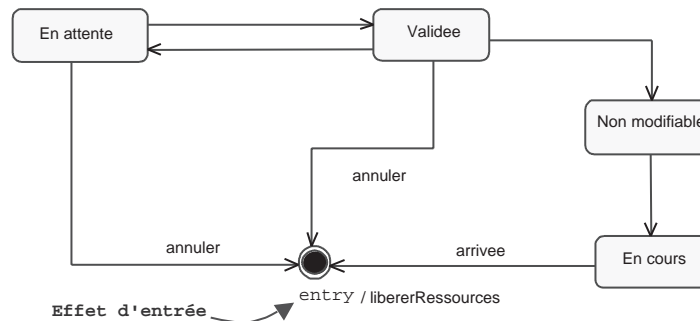 En attente
Validee
Non modifiable
annuler
annuler
arrivee
En cours
entry / libererRessources
Effet d'entrée